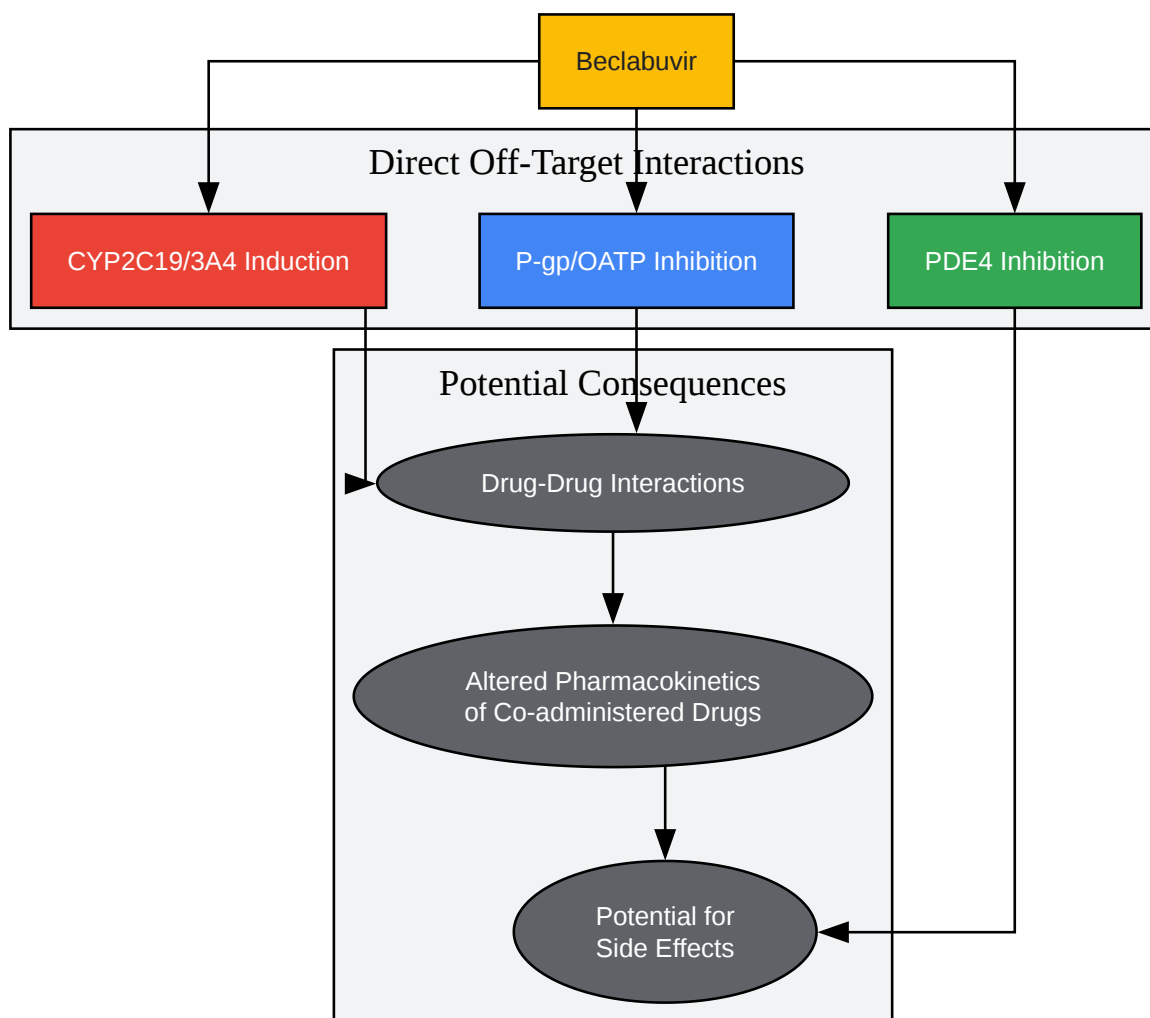 Beclabuvir
Direct Off-Target Interactions
CYP2C19/3A4 Induction
P-gp/OATP Inhibition
PDE4 Inhibition
Potential Consequences
Drug-Drug Interactions
Altered Pharmacokinetics
of Co-administered Drugs
Potential for
Side Effects